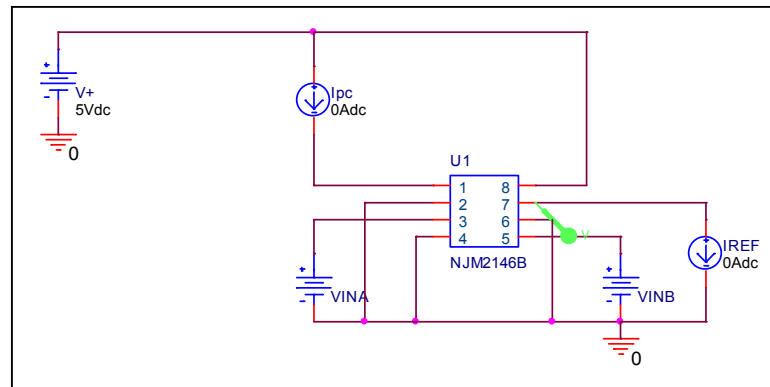 V+
5Vdc
0
Ipc
0Adc
U1
1 8
2 7
3 6
4 5
NJM2146B
V
IREF
0Adc
VINA
VINB
0